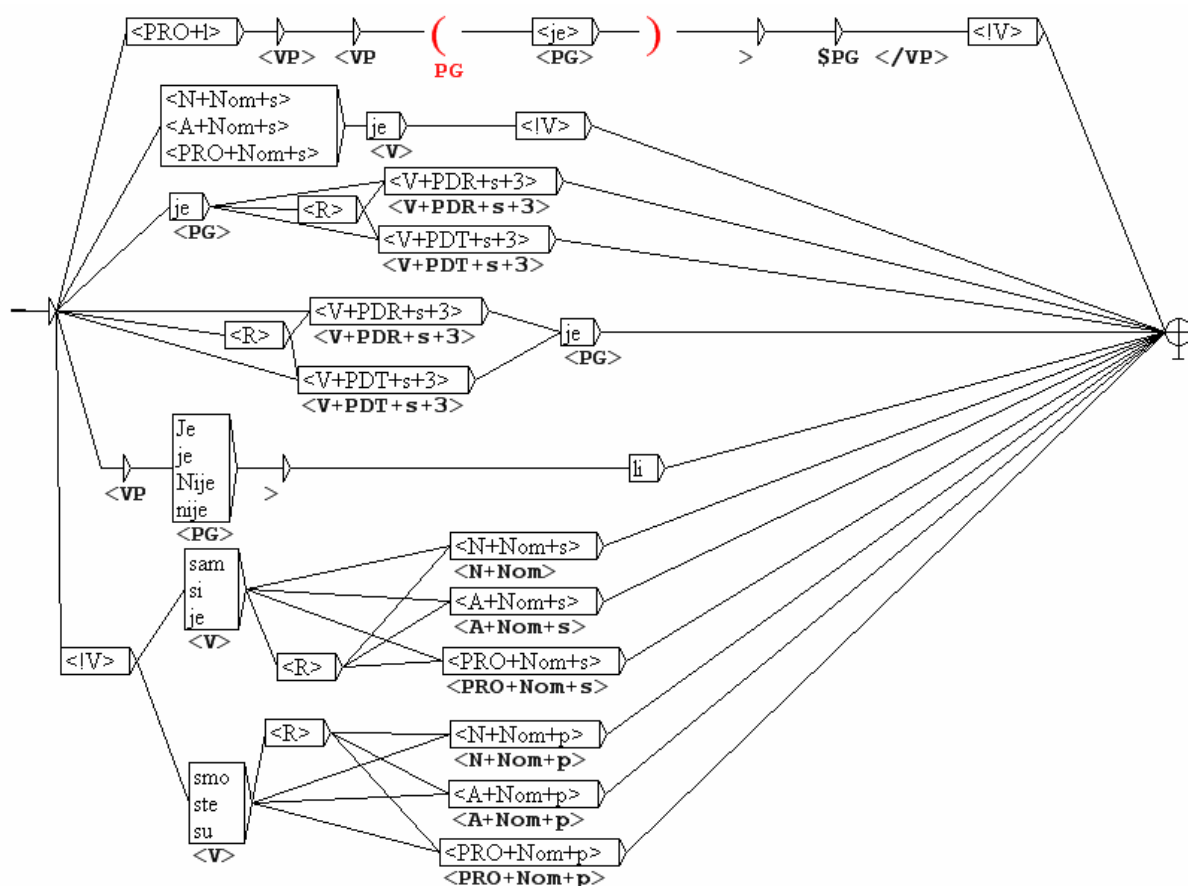 <PRO+1> ( <je> ) <!V>
<VP> <VP PG <PG> > $PG </VP>
<N+Nom+s>
<A+Nom+s>
<PRO+Nom+s>
je
<V>
<!V>
je
<PG>
<R>
<V+PDR+s+3>
<V+PDR+s+3>
<V+PDT+s+3>
<V+PDT+s+3>
<R>
<V+PDR+s+3>
<V+PDR+s+3>
<V+PDT+s+3>
<V+PDT+s+3>
je
<PG>
<VP
Je
je
Nije
nije
<PG>
>
li
<!V>
sam
si
je
<V>
<R>
<N+Nom+s>
<N+Nom>
<A+Nom+s>
<A+Nom+s>
<PRO+Nom+s>
<PRO+Nom+s>
smo
ste
su
<V>
<R>
<N+Nom+p>
<N+Nom+p>
<A+Nom+p>
<A+Nom+p>
<PRO+Nom+p>
<PRO+Nom+p>